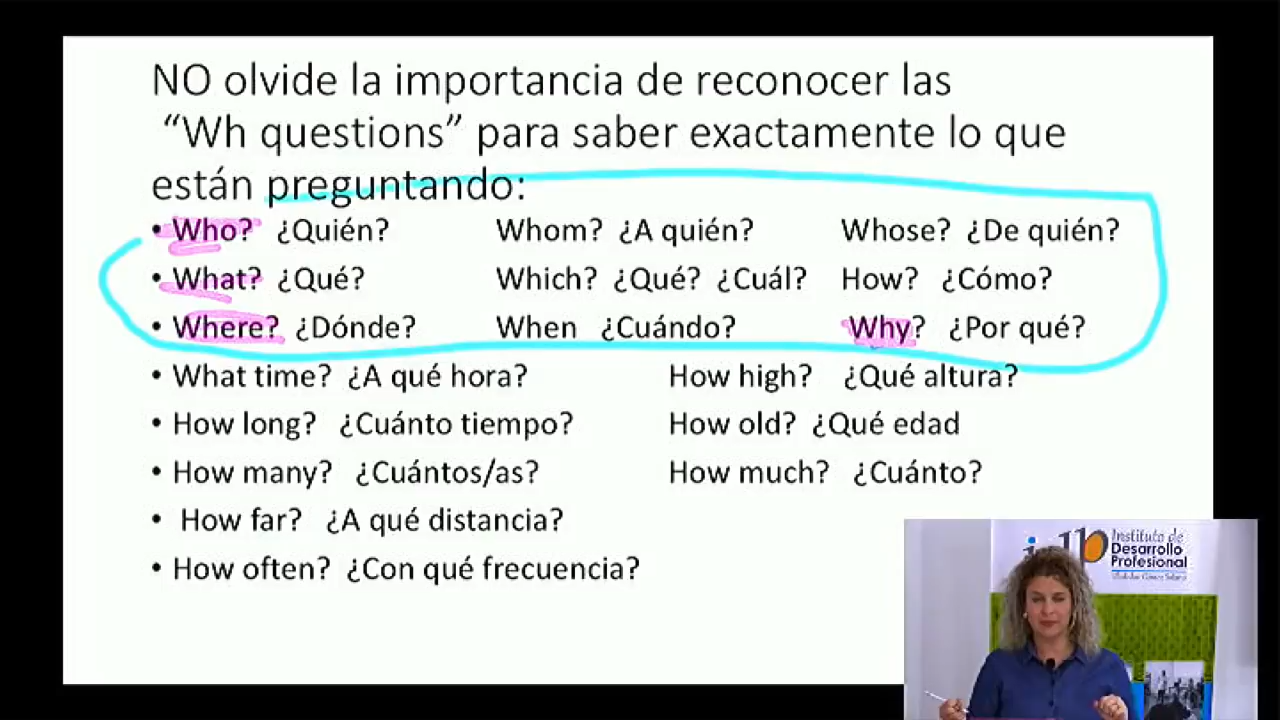 NO olvide la importancia de reconocer las
“Wh questions” para saber exactamente lo que
están preguntando:
• Who? ¿Quién? Whom? ¿A quién? Whose? ¿De quién?
• What? ¿Qué? Which? ¿Qué? ¿Cuál? How? ¿Cómo?
• Where? ¿Dónde? When ¿Cuándo? Why? ¿Por qué?
• What time? ¿A qué hora? How high? ¿Qué altura?
• How long? ¿Cuánto tiempo? How old? ¿Qué edad
• How many? ¿Cuántos/as? How much? ¿Cuánto?
• How far? ¿A qué distancia?
• How often? ¿Con qué frecuencia?
Instituto de
Desarrollo
Profesional